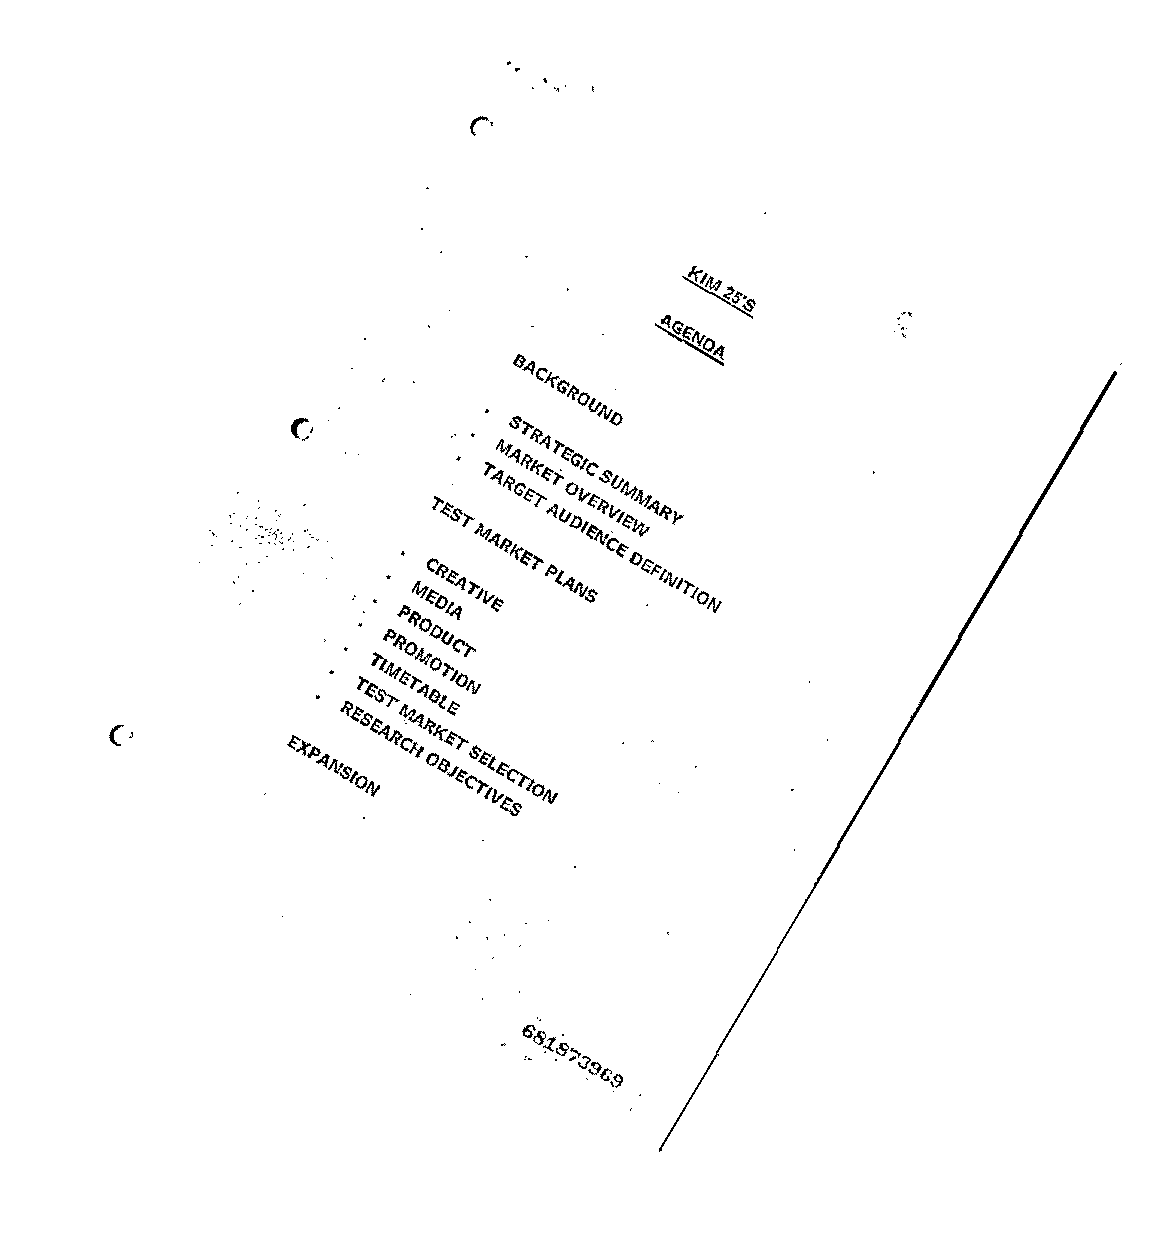 KIM 25'S
AGENDA
BACKGROUND
· STRATEGIC SUMMARY
· MARKET OVERVIEW
· TARGET AUDIENCE DEFINITION
TEST MARKET PLANS
· CREATIVE
· MEDIA
· PRODUCT
· PROMOTION
· TIMETABLE
· TEST MARKET SELECTION
· RESEARCH OBJECTIVES
EXPANSION
681873969